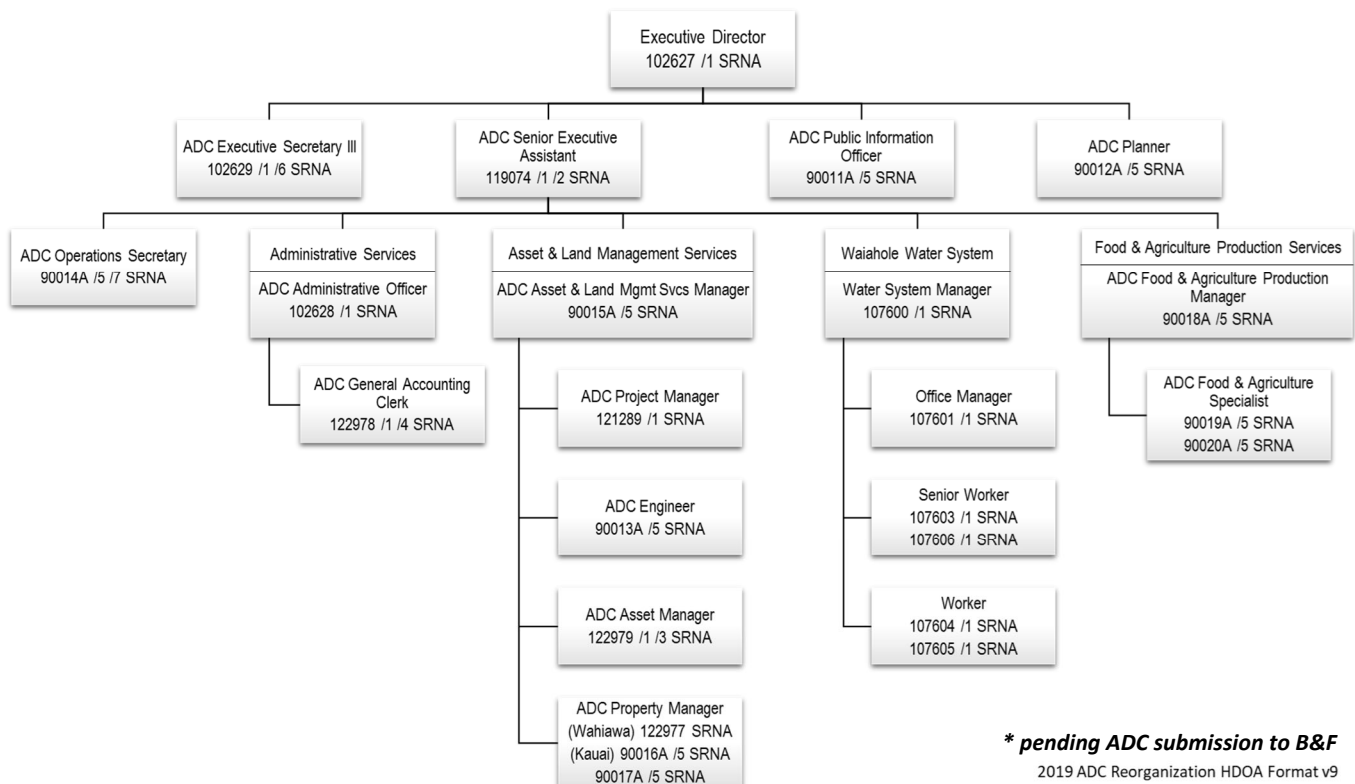 Executive Director
102627 /1 SRNA
ADC Executive Secretary III
102629 /1 /6 SRNA
ADC Senior Executive
Assistant
119074 /1 /2 SRNA
ADC Public Information
Officer
90011A /5 SRNA
ADC Planner
90012A /5 SRNA
ADC Operations Secretary
90014A /5 /7 SRNA
Administrative Services
ADC Administrative Officer
102628 /1 SRNA
ADC General Accounting
Clerk
122978 /1 /4 SRNA
Asset & Land Management Services
ADC Asset & Land Mgmt Svcs Manager
90015A /5 SRNA
ADC Project Manager
121289 /1 SRNA
ADC Engineer
90013A /5 SRNA
ADC Asset Manager
122979 /1 /3 SRNA
ADC Property Manager
(Wahiawa) 122977 SRNA
(Kauai) 90016A /5 SRNA
90017A /5 SRNA
Waiahole Water System
Water System Manager
107600 /1 SRNA
Office Manager
107601 /1 SRNA
Senior Worker
107603 /1 SRNA
107606 /1 SRNA
Worker
107604 /1 SRNA
107605 /1 SRNA
Food & Agriculture Production Services
ADC Food & Agriculture Production
Manager
90018A /5 SRNA
ADC Food & Agriculture
Specialist
90019A /5 SRNA
90020A /5 SRNA
* pending ADC submission to B&F
2019 ADC Reorganization HDOA Format v9